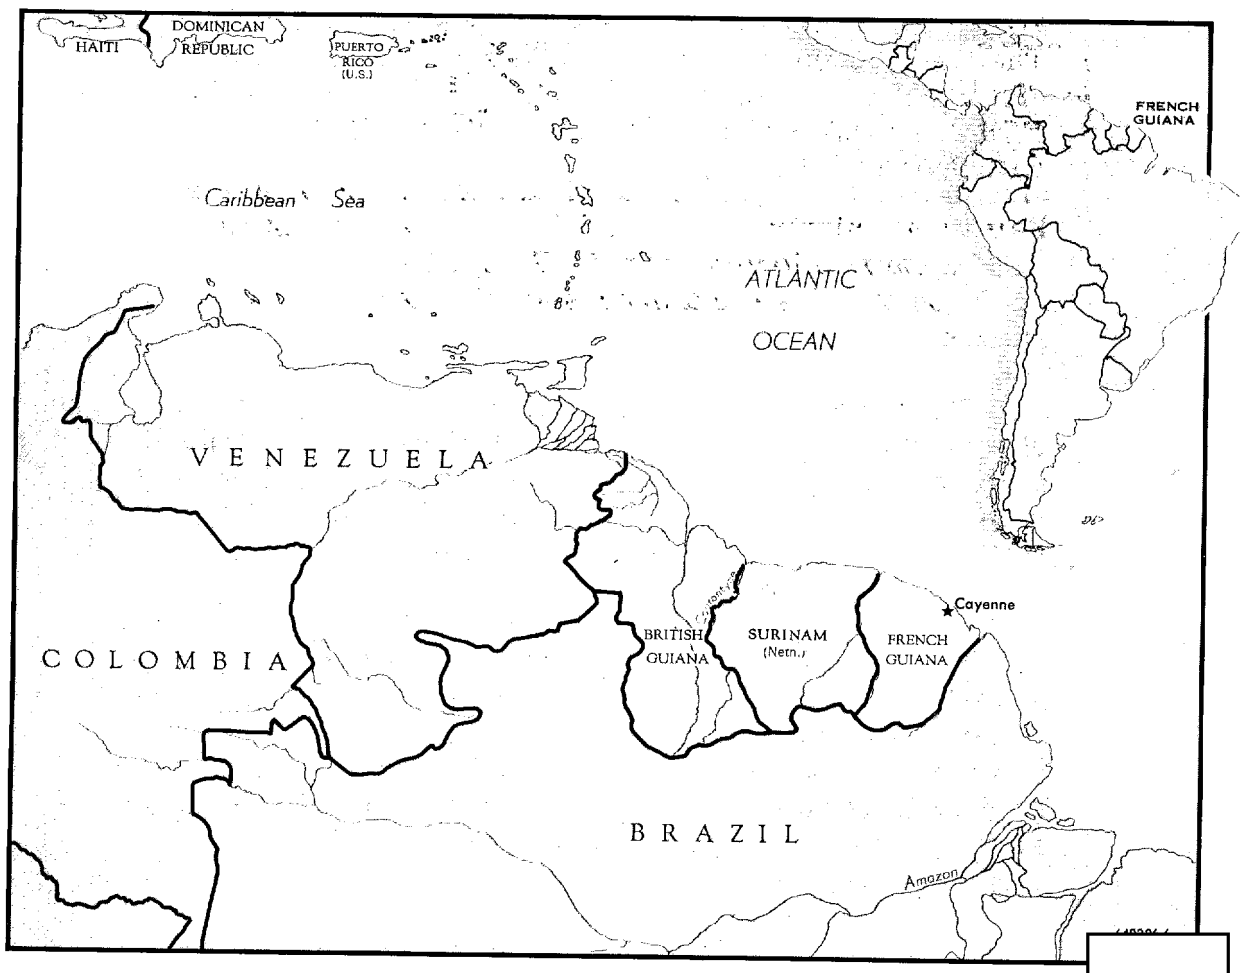 DOMINICAN
REPUBLIC
HAITI
PUERTO
RICO
(U.S.)
FRENCH
GUIANA
Caribbean Sea
ATLANTIC
OCEAN
VENEZUELA
Cayenne
BRITISH
GUIANA
SURINAM
(Neth.)
FRENCH
GUIANA
COLOMBIA
BRAZIL
Amazon